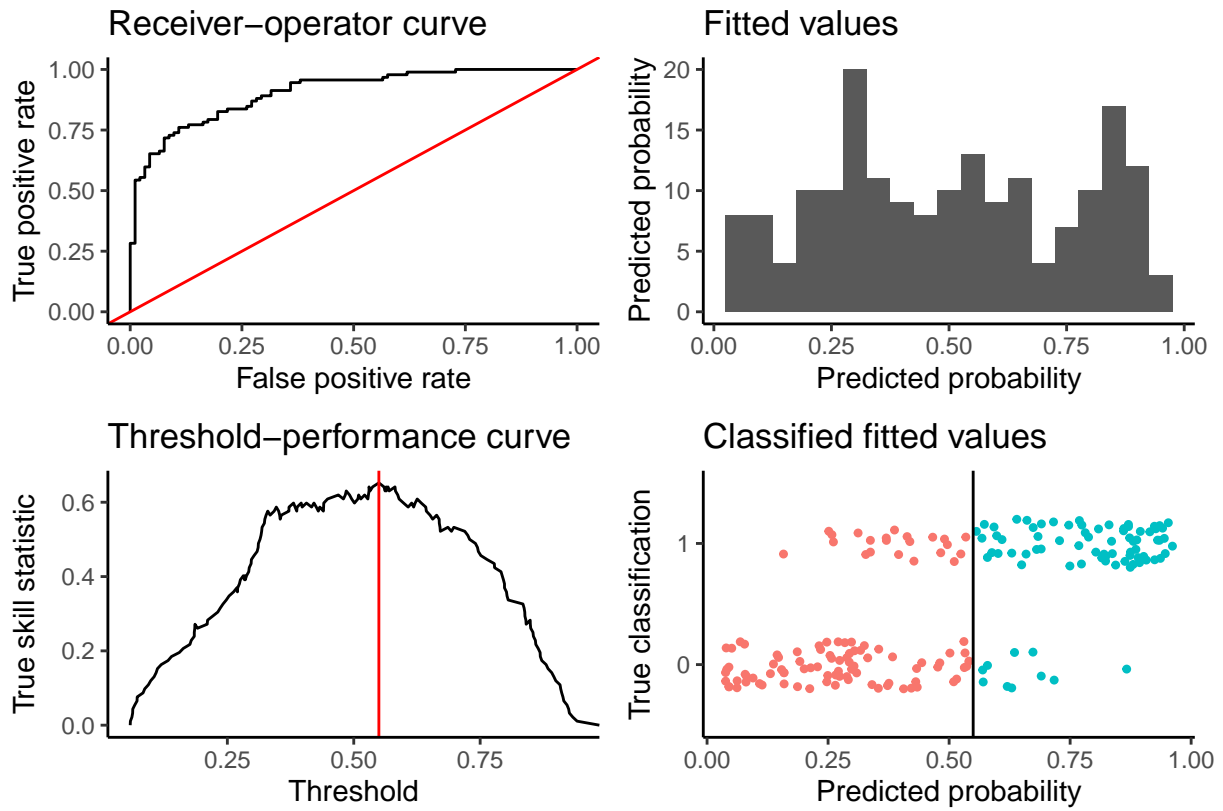 Receiver−operator curve
True positive rate
1.00
0.75
0.50
0.25
0.00
0.00 0.25 0.50 0.75 1.00
False positive rate
Fitted values
Predicted probability
20
15
10
5
0
0.00 0.25 0.50 0.75 1.00
Predicted probability
Threshold−performance curve
True skill statistic
0.6
0.4
0.2
0.0
0.25 0.50 0.75
Threshold
Classified fitted values
True classification
1
0
0.00 0.25 0.50 0.75 1.00
Predicted probability